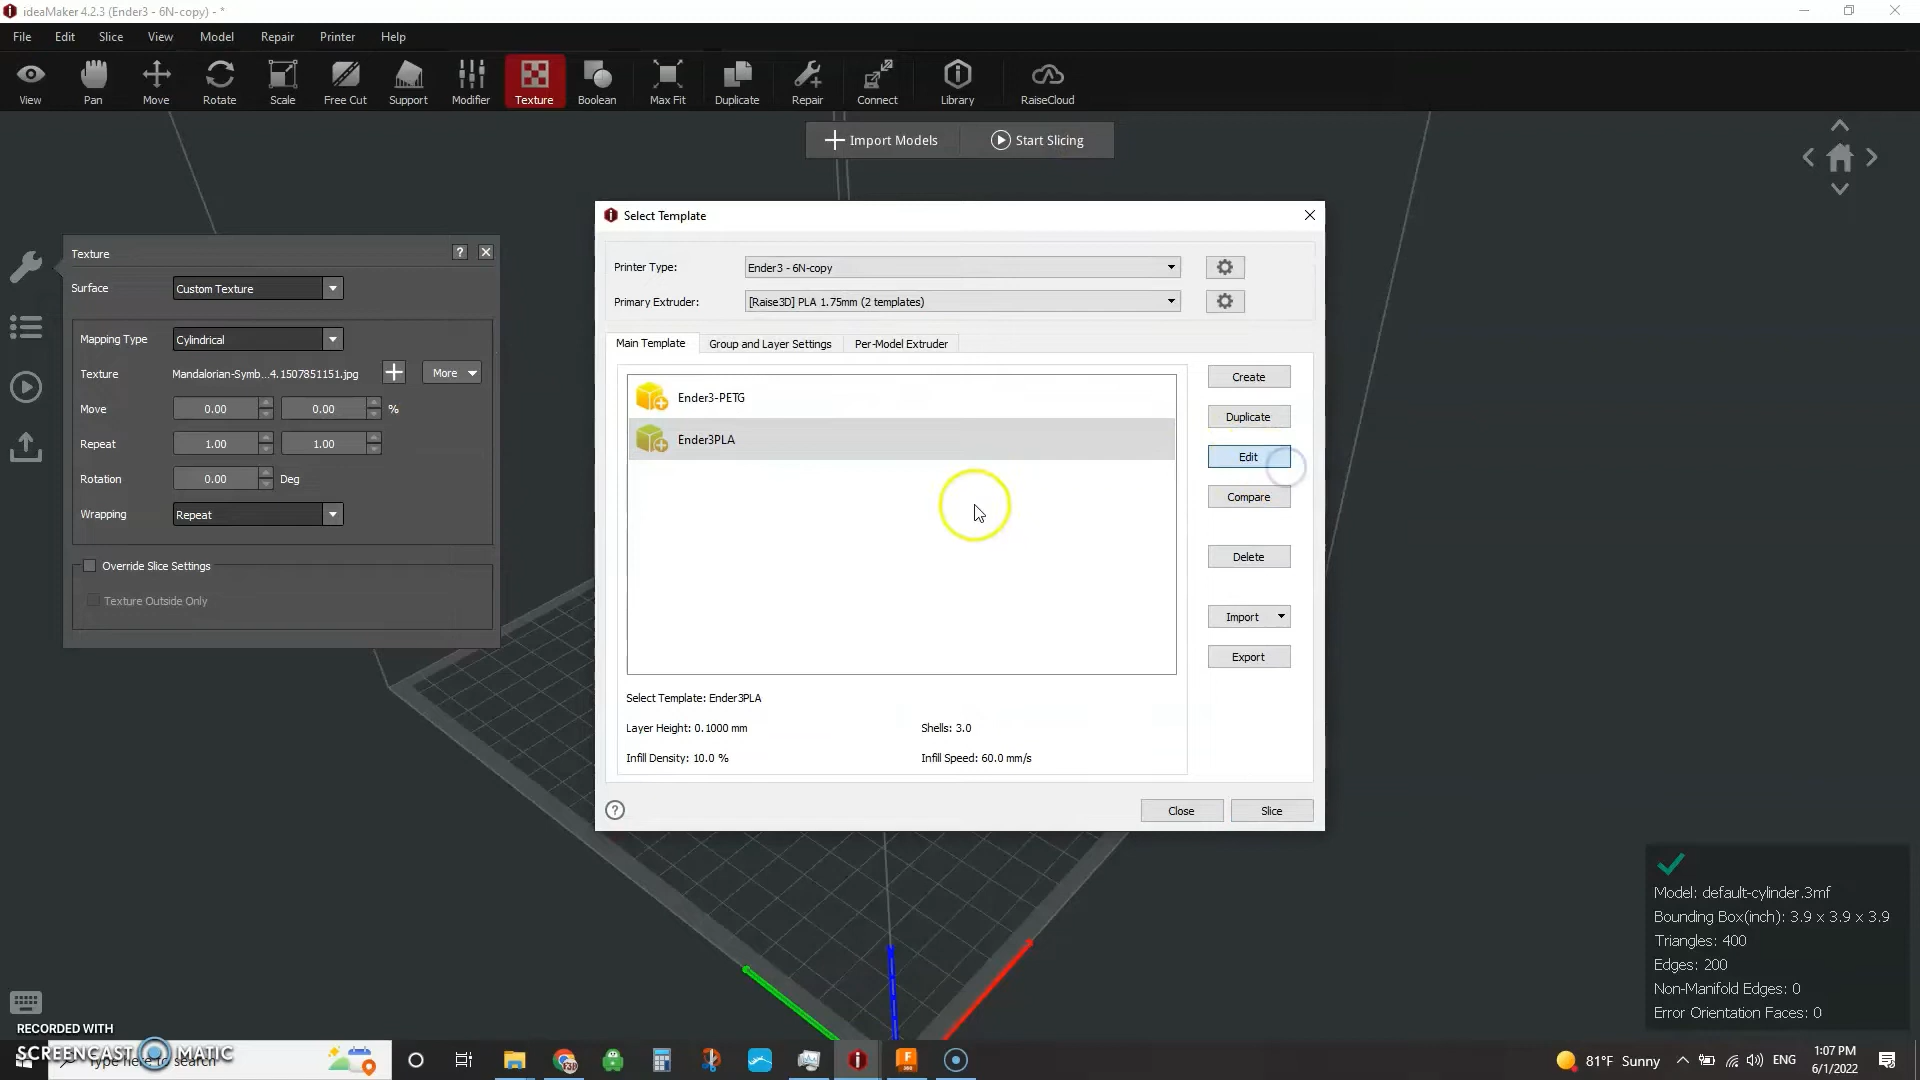 ideaMaker 4.2.3 (Ender3 - 6N-copy) - *
File Edit Slice View Model Repair Printer Help
View Pan Move Rotate Scale Free Cut Support Modifier Texture Boolean Max Fit Duplicate Repair Connect Library RaiseCloud
Import Models Start Slicing
Texture ?
Surface Custom Texture
Mapping Type Cylindrical
Texture Mandalorian-Symb...4.1507851151.jpg More
Move 0.00 0.00 %
Repeat 1.00 1.00
Rotation 0.00 Deg
Wrapping Repeat
Override Slice Settings
Texture Outside Only
Select Template
Printer Type: Ender3 - 6N-copy
Primary Extruder: [Raise3D] PLA 1.75mm (2 templates)
Main Template Group and Layer Settings Per-Model Extruder
Ender3-PETG
Ender3PLA
Create
Duplicate
Edit
Compare
Delete
Import
Export
Select Template: Ender3PLA
Layer Height: 0.1000 mm Shells: 3.0
Infill Density: 10.0 % Infill Speed: 60.0 mm/s
? Close Slice
Model: default-cylinder.3mf
Bounding Box(inch): 3.9 x 3.9 x 3.9
Triangles: 400
Edges: 200
Non-Manifold Edges: 0
Error Orientation Faces: 0
RECORDED WITH
SCREENCAST MATIC
Type here to search
81°F Sunny ENG 1:07 PM
6/1/2022